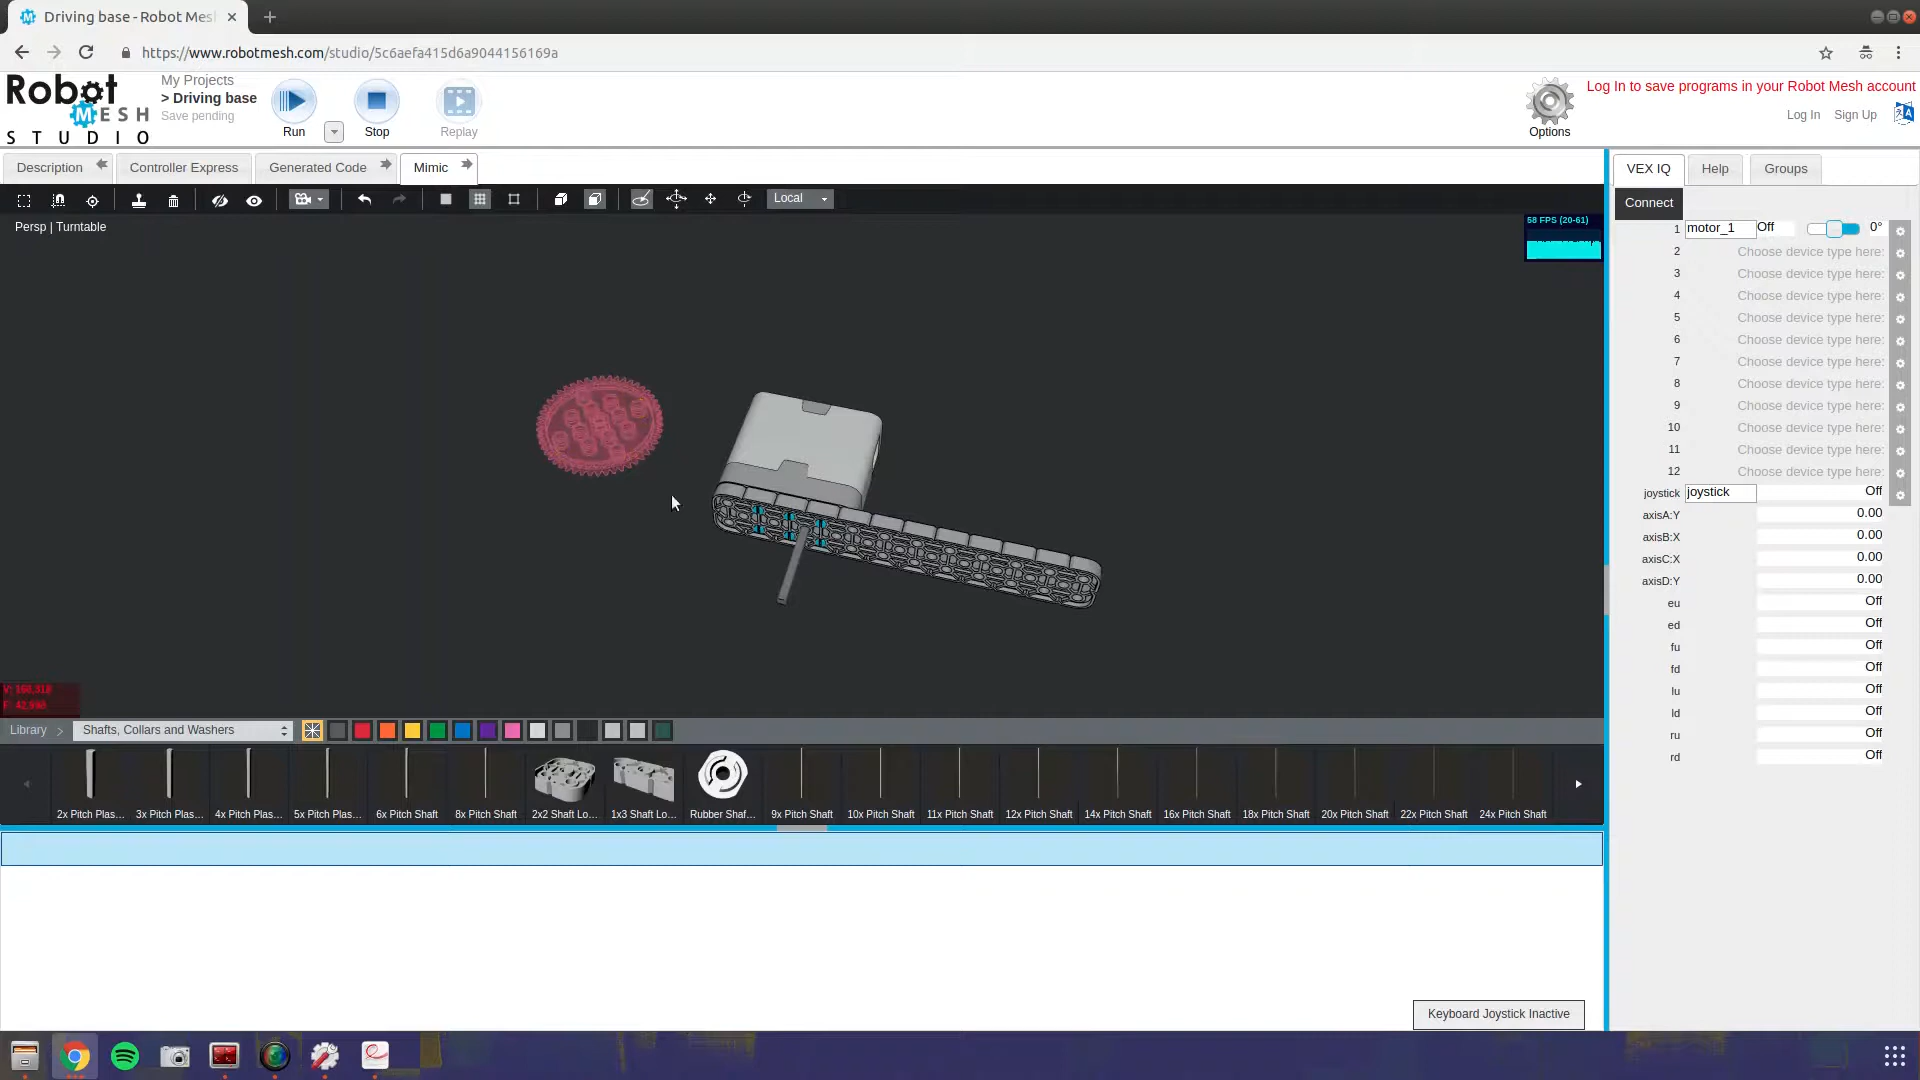 Driving base - Robot Mes
https://www.robotmesh.com/studio/5c6aefa415d6a9044156169a
Robot
MESH
STUDIO
My Projects
> Driving base
Save pending
Run
Stop
Replay
Options
Log In to save programs in your Robot Mesh account
Log In
Sign Up
Description
Controller Express
Generated Code
Mimic
VEX IQ
Help
Groups
Local
Connect
Persp | Turntable
58 FPS (20-61)
1 motor_1 Off 0°
2 Choose device type here:
3 Choose device type here:
4 Choose device type here:
5 Choose device type here:
6 Choose device type here:
7 Choose device type here:
8 Choose device type here:
9 Choose device type here:
10 Choose device type here:
11 Choose device type here:
12 Choose device type here:
joystick joystick Off
axisA:Y 0.00
axisB:X 0.00
axisC:X 0.00
axisD:Y 0.00
eu Off
ed Off
fu Off
fd Off
lu Off
ld Off
ru Off
rd Off
Library > Shafts, Collars and Washers
2x Pitch Plas...
3x Pitch Plas...
4x Pitch Plas...
5x Pitch Plas...
6x Pitch Shaft
8x Pitch Shaft
2x2 Shaft Lo...
1x3 Shaft Lo...
Rubber Shaf...
9x Pitch Shaft
10x Pitch Shaft
11x Pitch Shaft
12x Pitch Shaft
14x Pitch Shaft
16x Pitch Shaft
18x Pitch Shaft
20x Pitch Shaft
22x Pitch Shaft
24x Pitch Shaft
Keyboard Joystick Inactive